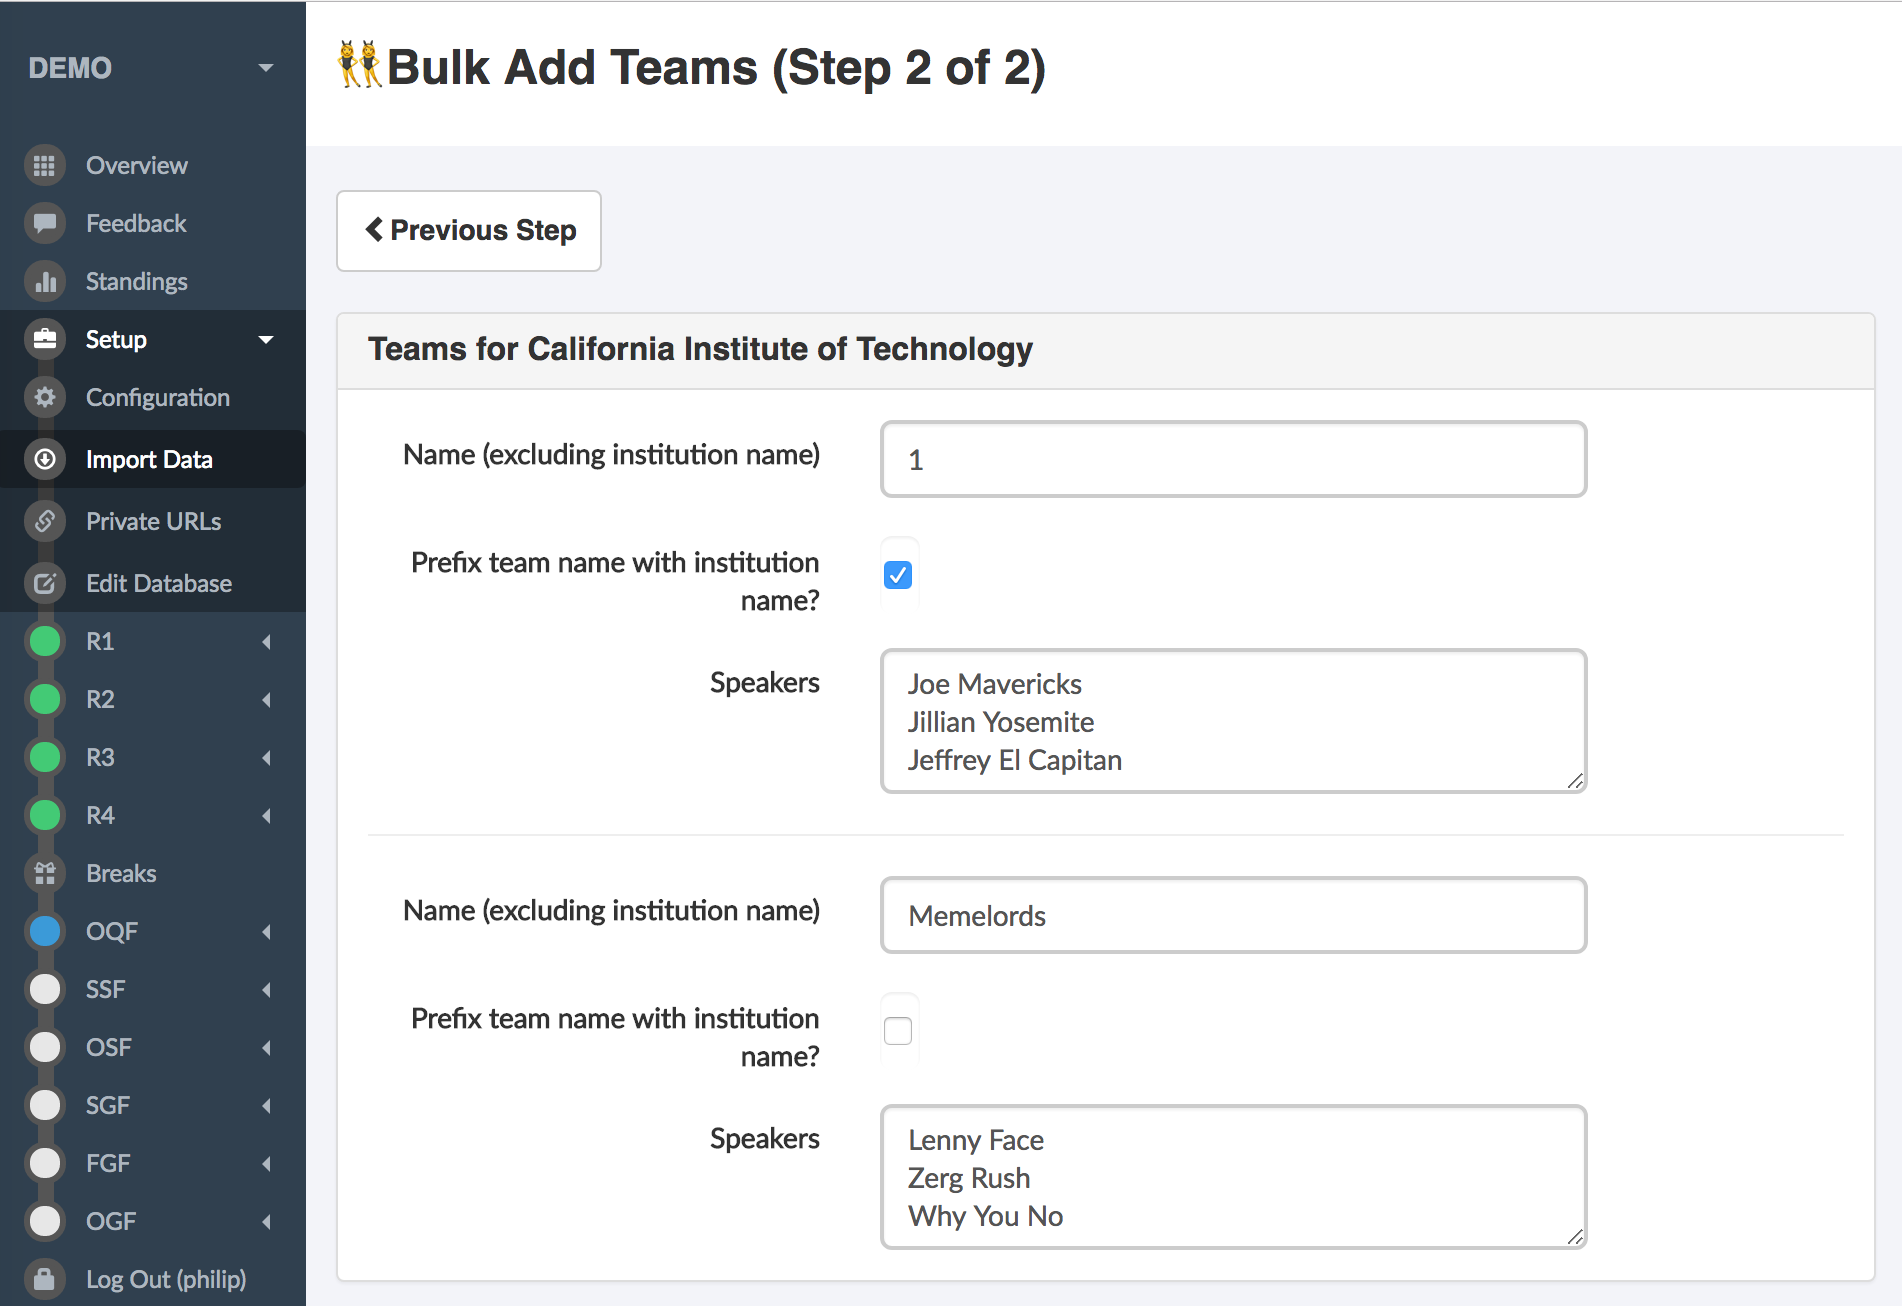 DEMO
Overview
Feedback
Standings
Setup
Configuration
Import Data
Private URLs
Edit Database
R1
R2
R3
R4
Breaks
OQF
SSF
OSF
SGF
FGF
OGF
Log Out (philip)
Bulk Add Teams (Step 2 of 2)
Previous Step
Teams for California Institute of Technology
Name (excluding institution name)
1
Prefix team name with institution
name?
Speakers
Joe Mavericks
Jillian Yosemite
Jeffrey El Capitan
Name (excluding institution name)
Memelords
Prefix team name with institution
name?
Speakers
Lenny Face
Zerg Rush
Why You No